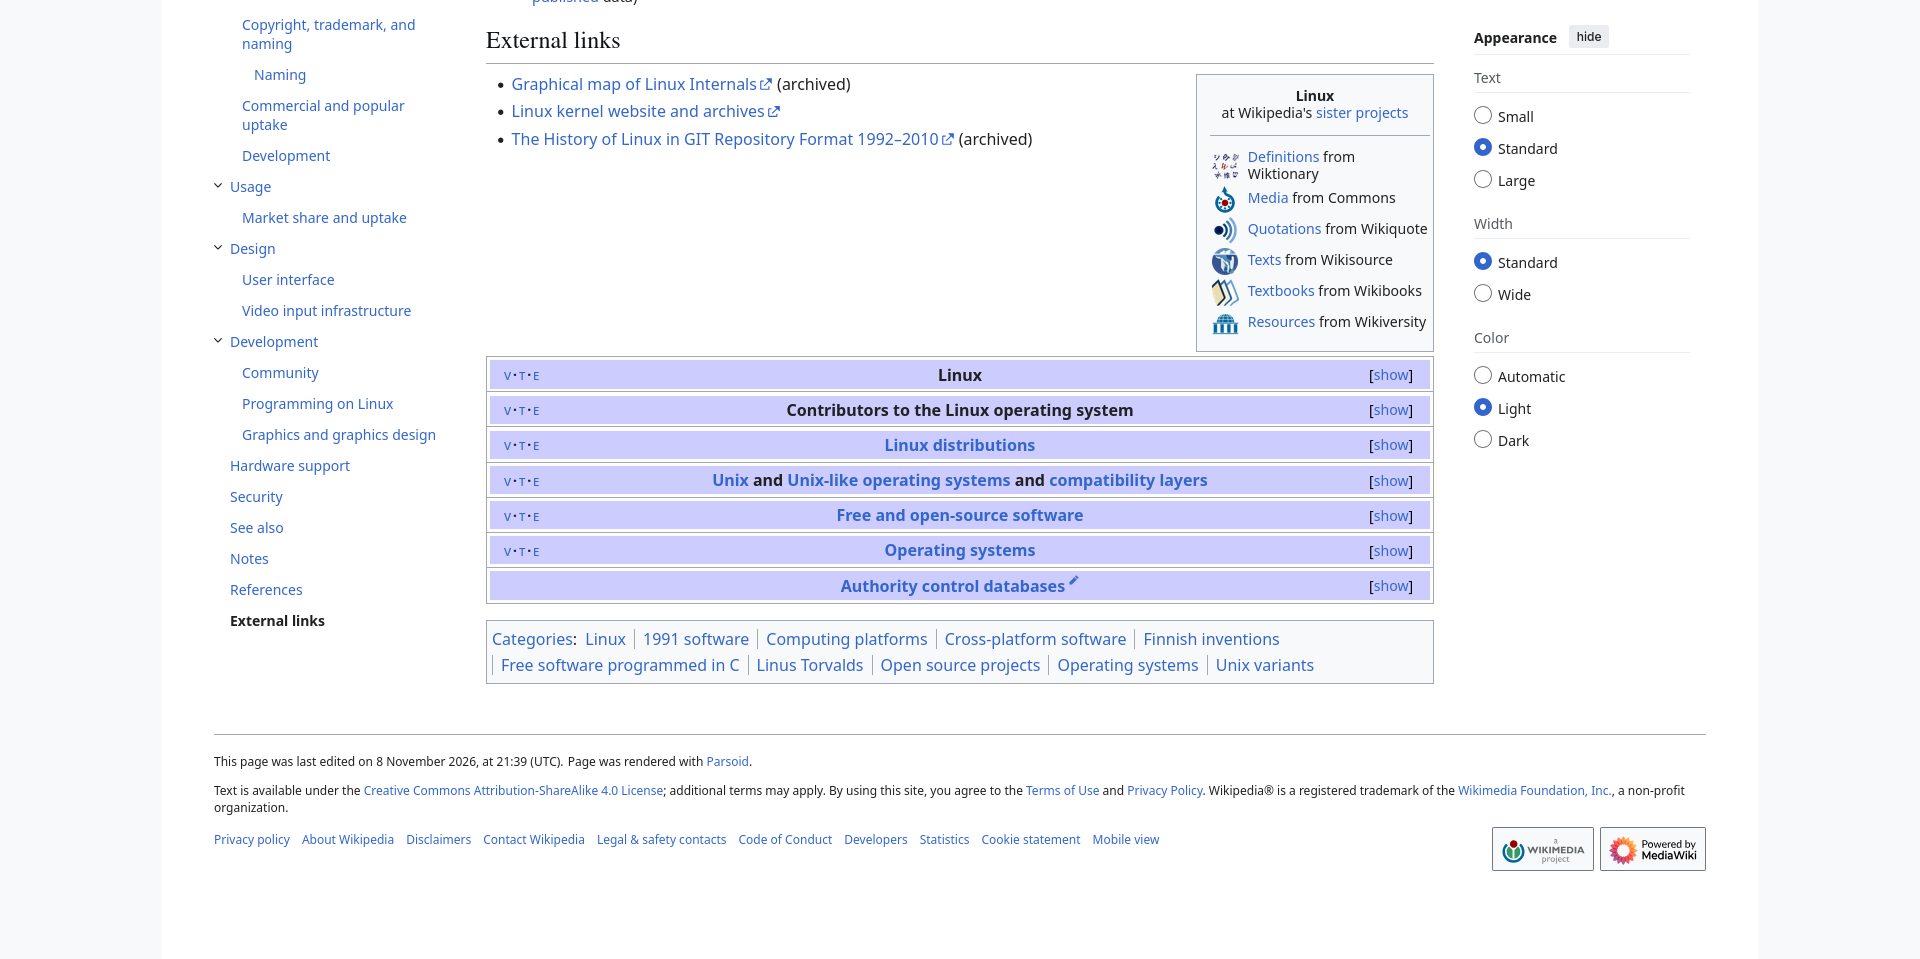 published data)
Copyright, trademark, and
naming
Naming
Commercial and popular
uptake
Development
Usage
Market share and uptake
Design
User interface
Video input infrastructure
Development
Community
Programming on Linux
Graphics and graphics design
Hardware support
Security
See also
Notes
References
External links
External links
Graphical map of Linux Internals (archived)
Linux kernel website and archives
The History of Linux in GIT Repository Format 1992–2010 (archived)
Linux
at Wikipedia's sister projects
Definitions from
Wiktionary
Media from Commons
Quotations from Wikiquote
Texts from Wikisource
Textbooks from Wikibooks
Resources from Wikiversity
V·T·E Linux [show]
V·T·E Contributors to the Linux operating system [show]
V·T·E Linux distributions [show]
V·T·E Unix and Unix-like operating systems and compatibility layers [show]
V·T·E Free and open-source software [show]
V·T·E Operating systems [show]
Authority control databases [show]
Categories: Linux | 1991 software | Computing platforms | Cross-platform software | Finnish inventions
| Free software programmed in C | Linus Torvalds | Open source projects | Operating systems | Unix variants
Appearance hide
Text
Small
Standard
Large
Width
Standard
Wide
Color
Automatic
Light
Dark
This page was last edited on 8 November 2026, at 21:39 (UTC). Page was rendered with Parsoid.
Text is available under the Creative Commons Attribution-ShareAlike 4.0 License; additional terms may apply. By using this site, you agree to the Terms of Use and Privacy Policy. Wikipedia® is a registered trademark of the Wikimedia Foundation, Inc., a non-profit
organization.
Privacy policy About Wikipedia Disclaimers Contact Wikipedia Legal & safety contacts Code of Conduct Developers Statistics Cookie statement Mobile view
a
WIKIMEDIA
project
Powered by
MediaWiki